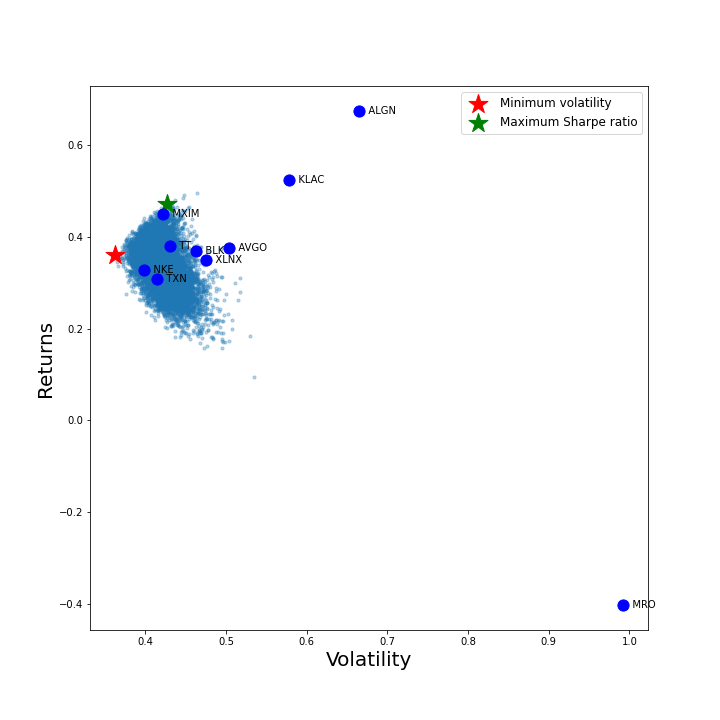 Minimum volatility
Maximum Sharpe ratio
ALGN
KLAC
MXIM
TT
BLK
AVGO
XLNX
NKE
TXN
MRO
0.6
0.4
0.2
0.0
−0.2
−0.4
Returns
0.4 0.5 0.6 0.7 0.8 0.9 1.0
Volatility